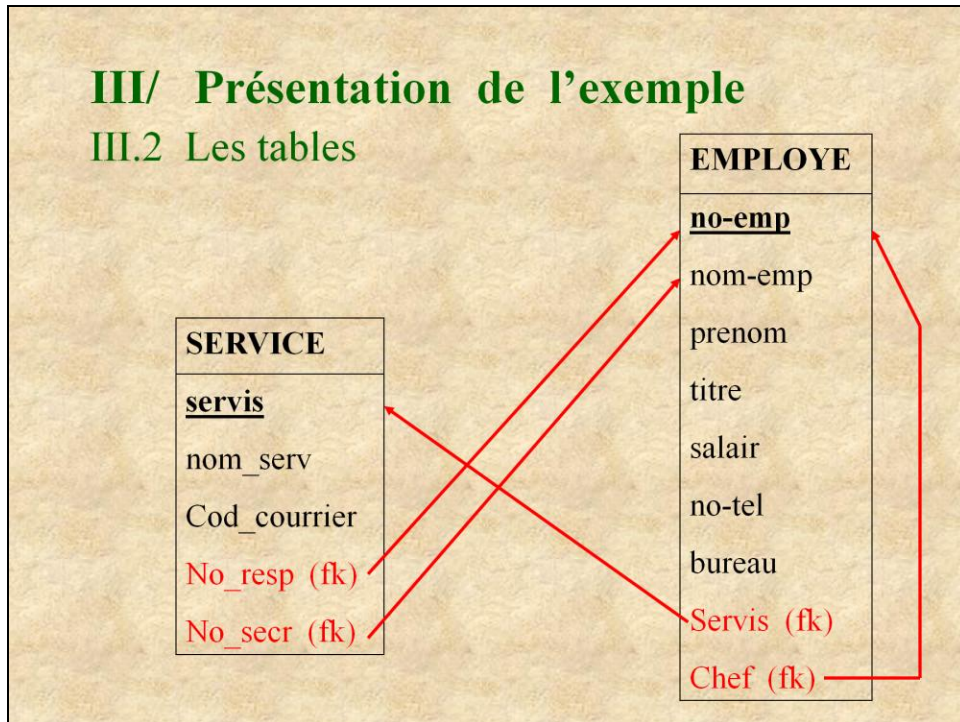 III/ Présentation de l’exemple
III.2 Les tables
SERVICE
servis
nom_serv
Cod_courrier
No_resp (fk)
No_secr (fk)
EMPLOYE
no-emp
nom-emp
prenom
titre
salair
no-tel
bureau
Servis (fk)
Chef (fk)